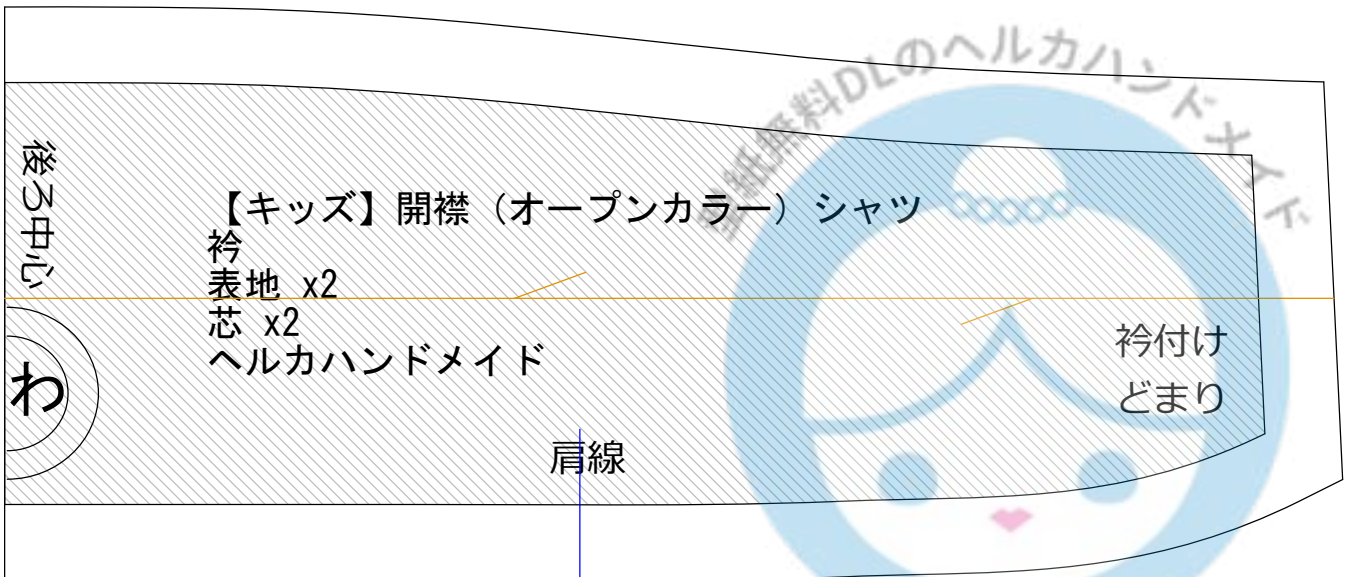 型紙無料DLのヘルカハンドメイド
後ろ中心
【キッズ】開襟（オープンカラー）シャツ
衿
表地 x2
芯 x2
ヘルカハンドメイド
わ
衿付け
どまり
肩線